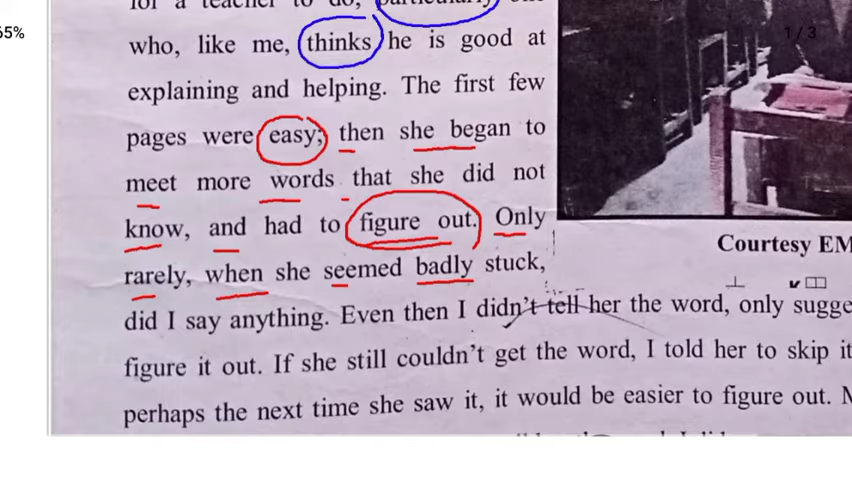 65%
1 / 3
for a teacher to do, particularly
who, like me, thinks he is good at
explaining and helping. The first few
pages were easy; then she began to
meet more words that she did not
know, and had to figure out. Only
rarely, when she seemed badly stuck,
Courtesy EM
did I say anything. Even then I didn't tell her the word, only sugge
figure it out. If she still couldn't get the word, I told her to skip it
perhaps the next time she saw it, it would be easier to figure out.